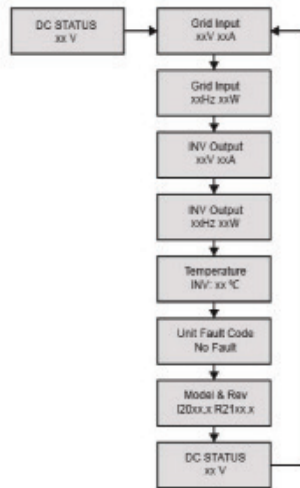 DC STATUS
xx V
Grid Input
xxV xxA
Grid Input
xxHz xxW
INV Output
xxV xxA
INV Output
xxHz xxW
Temperature
INV: xx ℃
Unit Fault Code
No Fault
Model & Rev
I20xx.x R21xx.x
DC STATUS
xx V